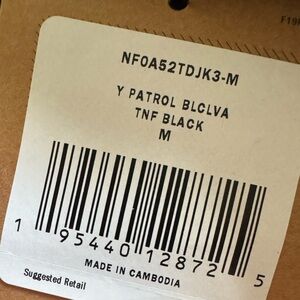 NF0A52TDJK3-M
Y PATROL BLCLVA
TNF BLACK
M
1 95440 12872 5
MADE IN CAMBODIA
Suggested Retail